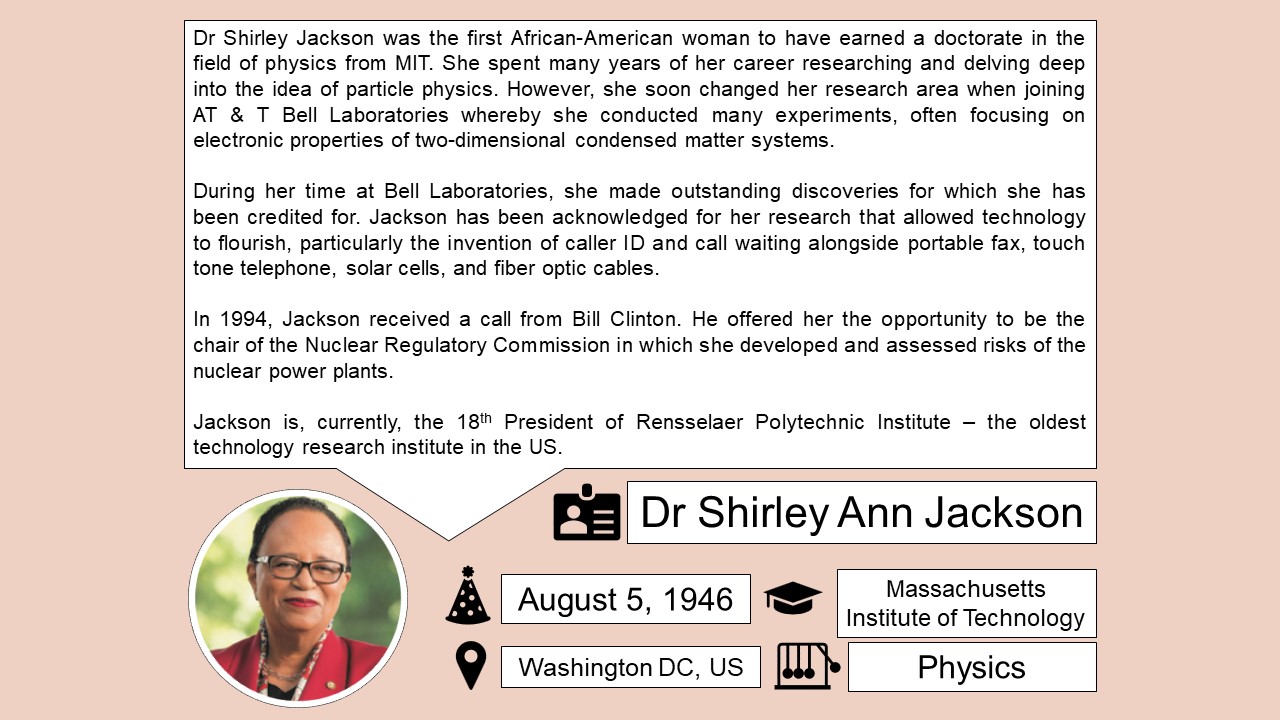 Dr Shirley Jackson was the first African-American woman to have earned a doctorate in the
field of physics from MIT. She spent many years of her career researching and delving deep
into the idea of particle physics. However, she soon changed her research area when joining
AT & T Bell Laboratories whereby she conducted many experiments, often focusing on
electronic properties of two-dimensional condensed matter systems.
During her time at Bell Laboratories, she made outstanding discoveries for which she has
been credited for. Jackson has been acknowledged for her research that allowed technology
to flourish, particularly the invention of caller ID and call waiting alongside portable fax, touch
tone telephone, solar cells, and fiber optic cables.
In 1994, Jackson received a call from Bill Clinton. He offered her the opportunity to be the
chair of the Nuclear Regulatory Commission in which she developed and assessed risks of the
nuclear power plants.
Jackson is, currently, the 18th President of Rensselaer Polytechnic Institute – the oldest
technology research institute in the US.
Dr Shirley Ann Jackson
August 5, 1946
Massachusetts
Institute of Technology
Washington DC, US
Physics